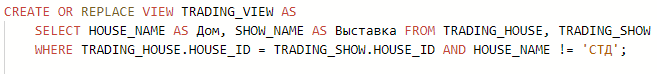 CREATE OR REPLACE VIEW TRADING_VIEW AS
SELECT HOUSE_NAME AS Дом, SHOW_NAME AS Выставка FROM TRADING_HOUSE, TRADING_SHOW
WHERE TRADING_HOUSE.HOUSE_ID = TRADING_SHOW.HOUSE_ID AND HOUSE_NAME != 'СТД';